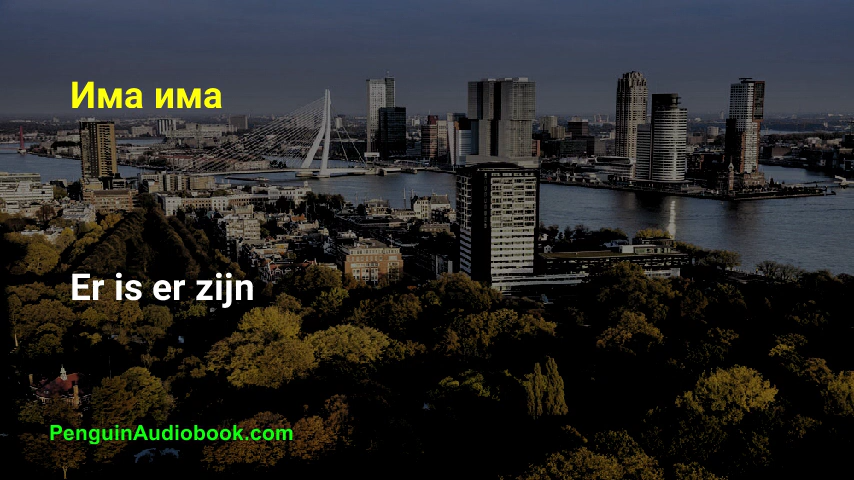 Има има
Er is er zijn
PenguinAudiobook.com